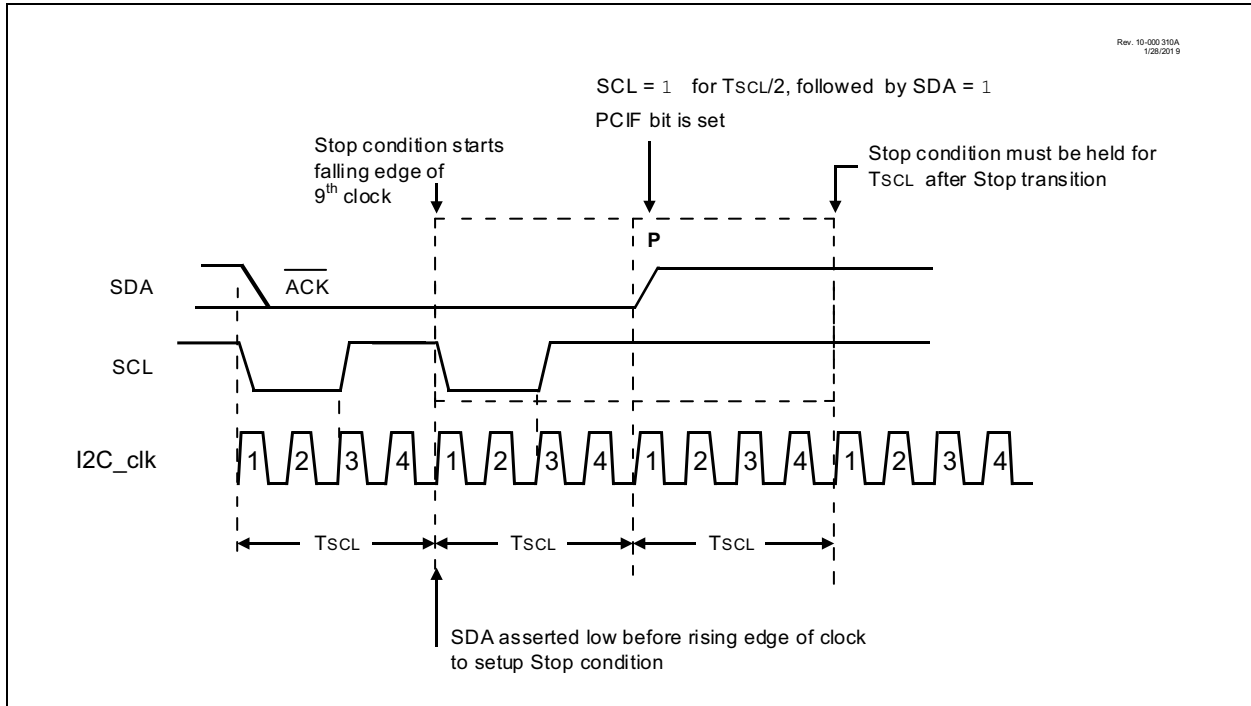 Rev. 10-000 310A
1/28/201 9
SCL = 1 for TSCL/2, followed by SDA = 1
PCIF bit is set
Stop condition starts
falling edge of
9th clock
Stop condition must be held for
TSCL after Stop transition
P
SDA
ACK
SCL
I2C_clk
1 2 3 4 1 2 3 4 1 2 3 4 1 2 3 4
TSCL TSCL TSCL
SDA asserted low before rising edge of clock
to setup Stop condition